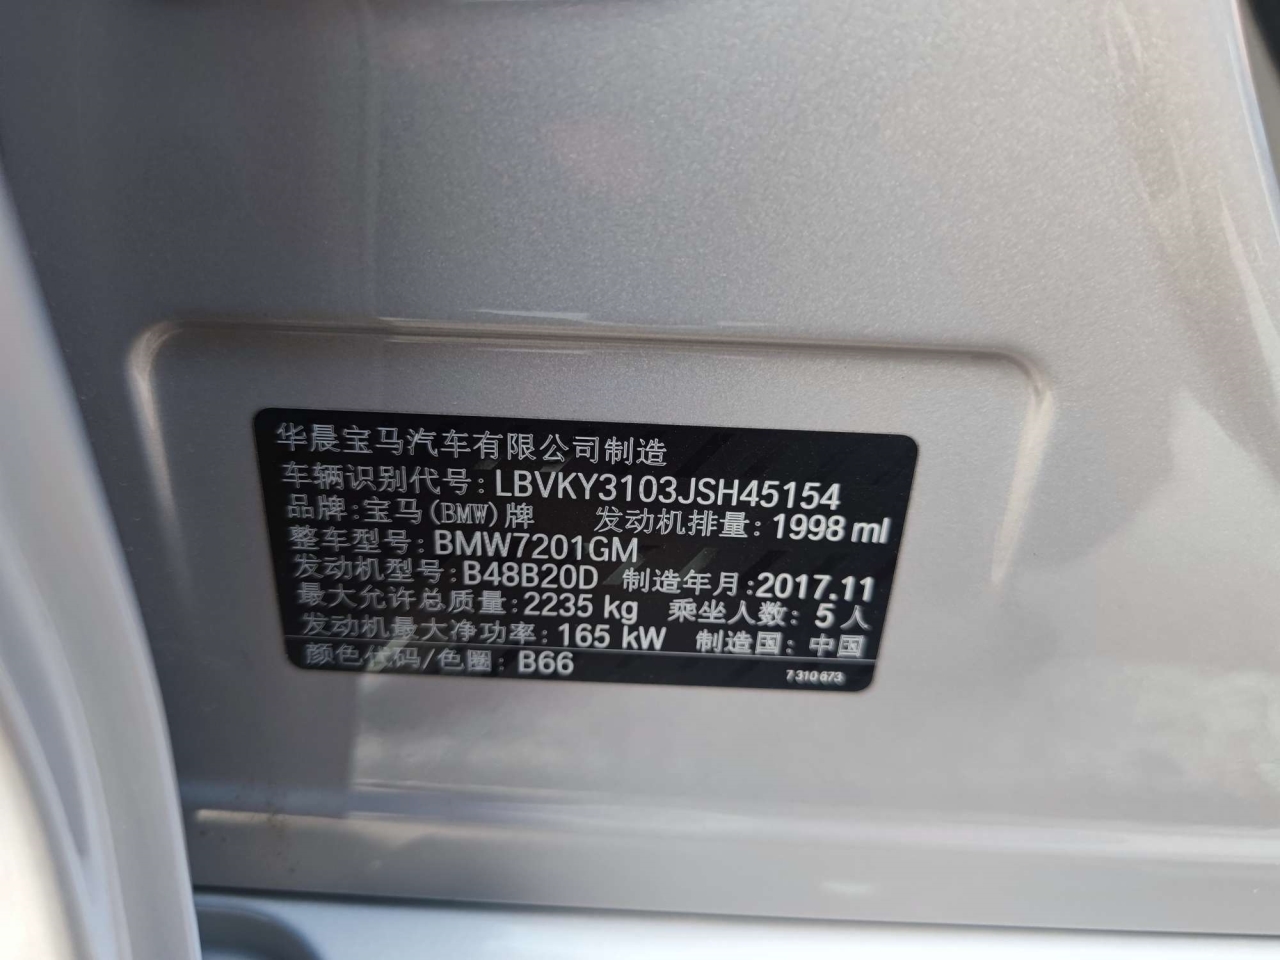 华晨宝马汽车有限公司制造
车辆识别代号: LBVKY3103JSH45154
品牌: 宝马(BMW)牌 发动机排量: 1998 ml
整车型号: BMW7201GM
发动机型号: B48B20D 制造年月: 2017.11
最大允许总质量: 2235 kg 乘坐人数: 5人
发动机最大净功率: 165 kW 制造国: 中国
颜色代码/色圈: B66 7 310 673